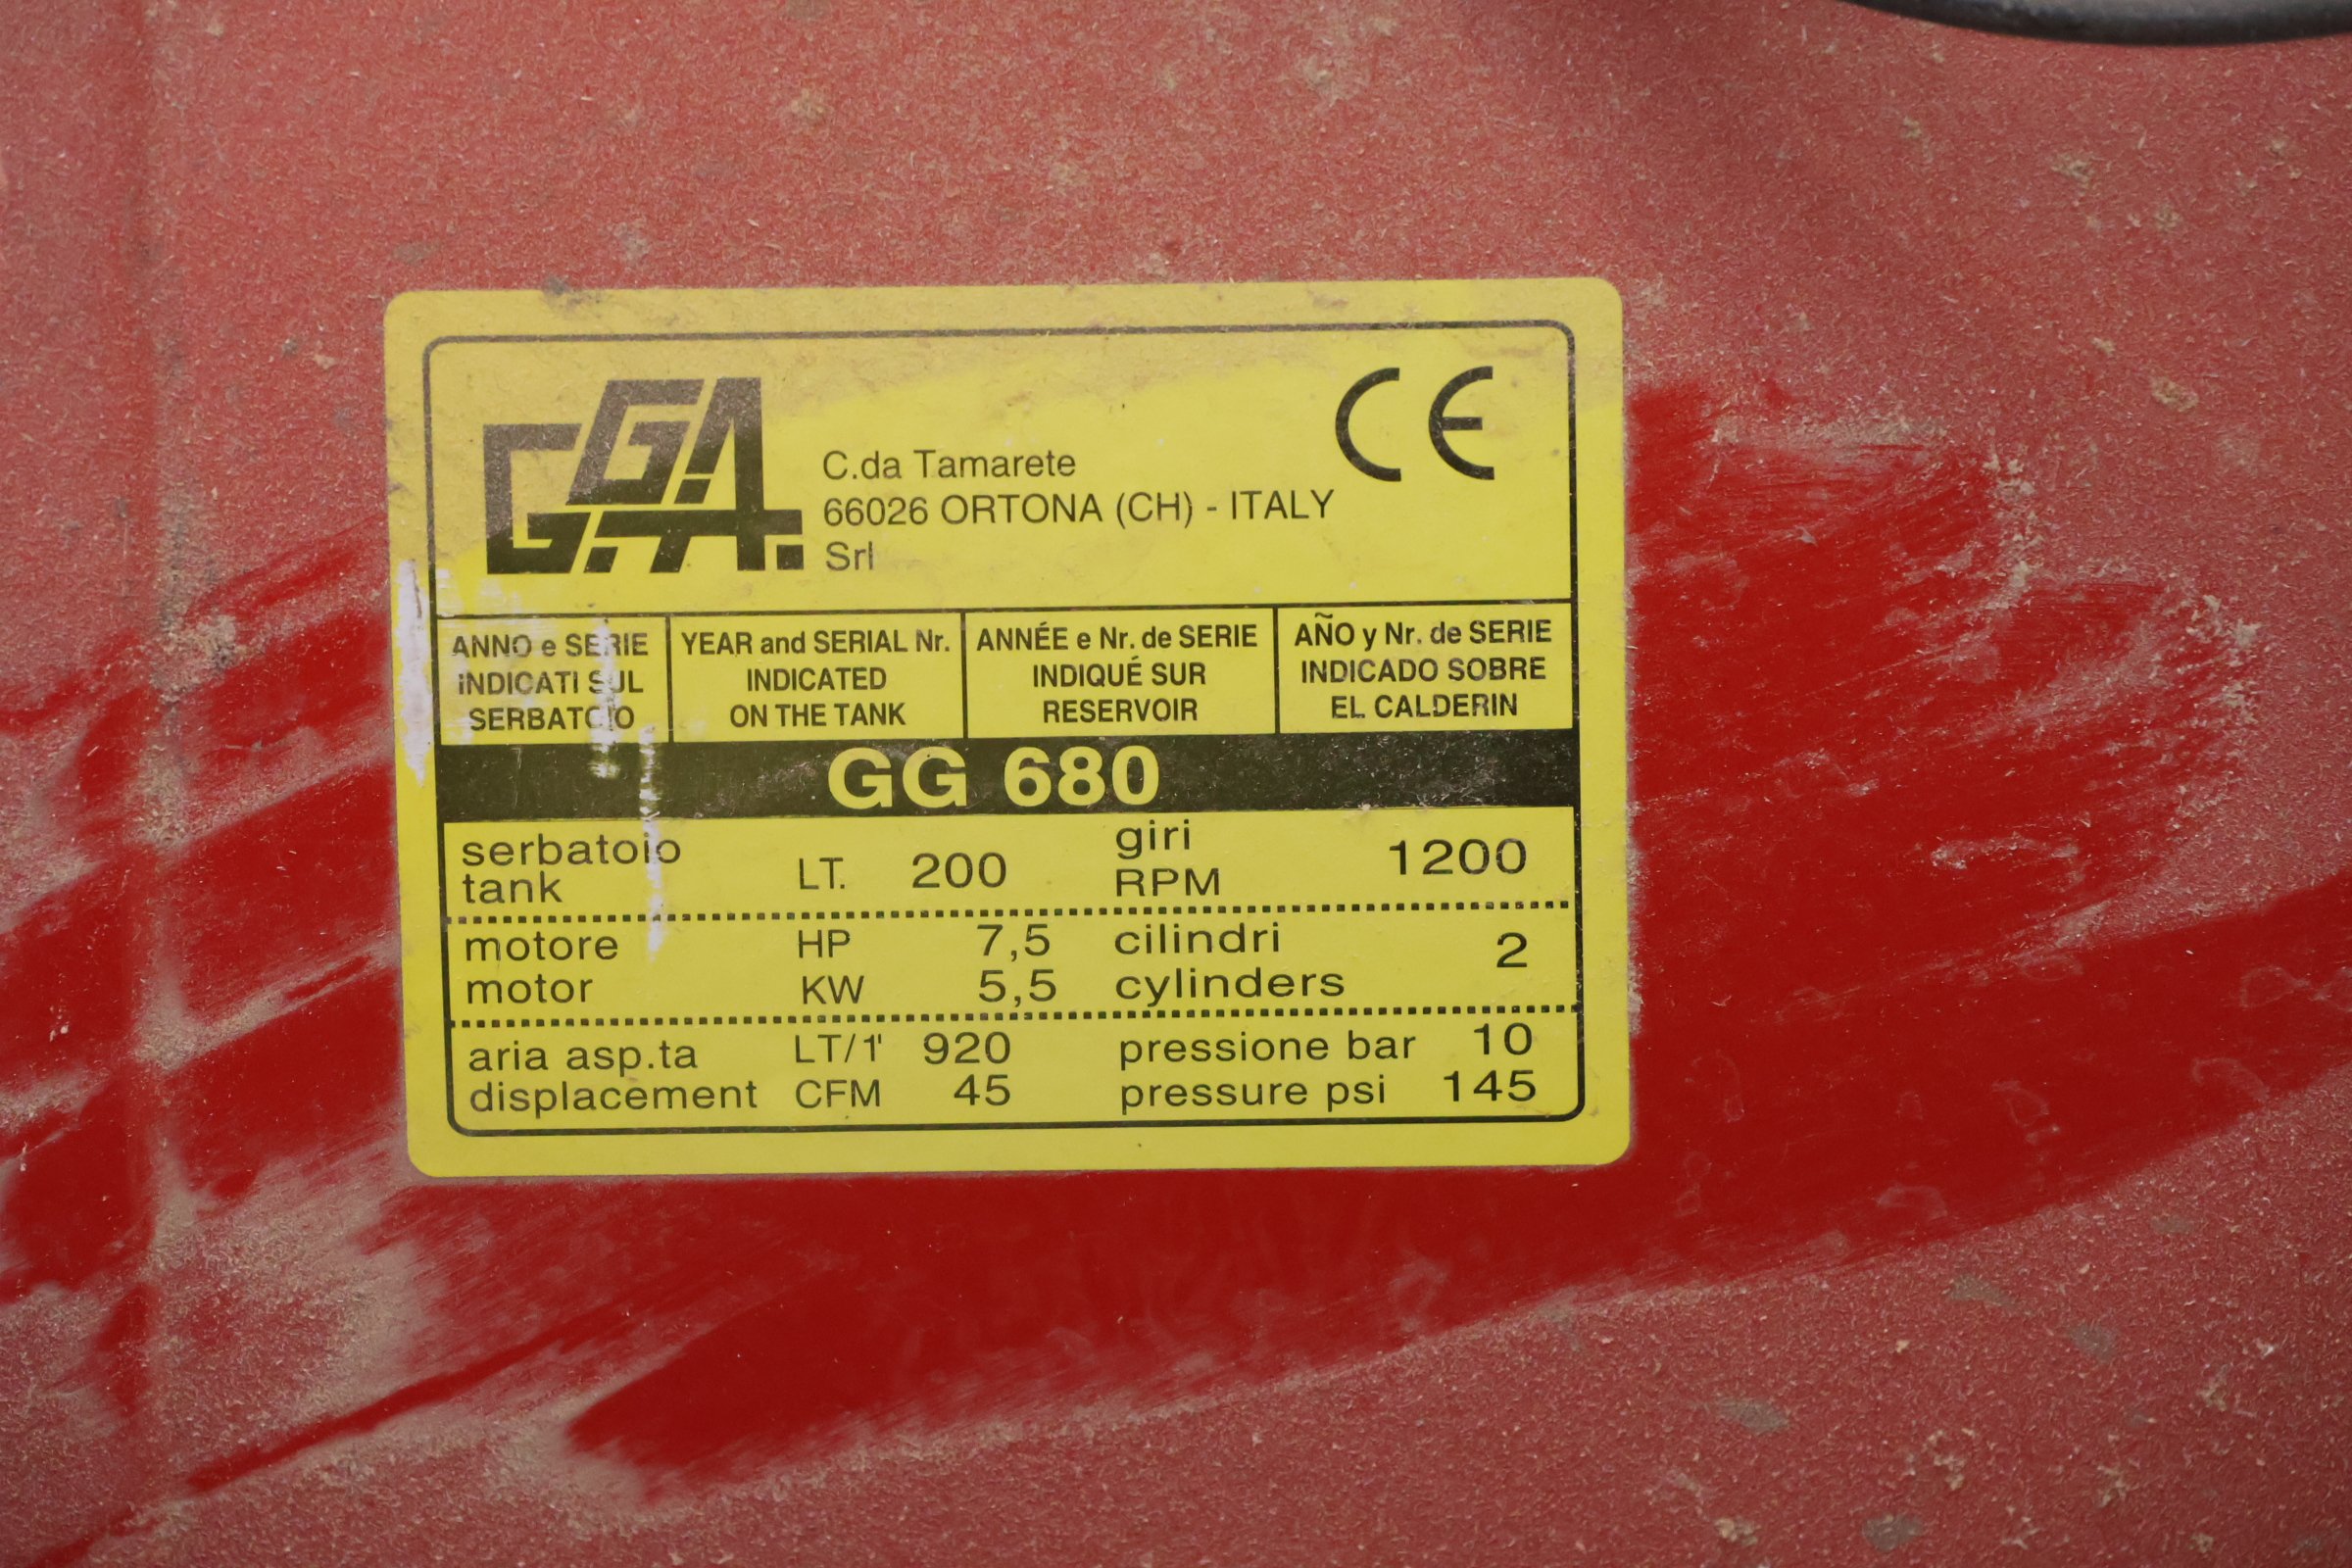 GGA
C.da Tamarete
66026 ORTONA (CH) - ITALY
Srl
CE
ANNO e SERIE
INDICATI SUL
SERBATOIO
YEAR and SERIAL Nr.
INDICATED
ON THE TANK
ANNÉE e Nr. de SERIE
INDIQUÉ SUR
RESERVOIR
AÑO y Nr. de SERIE
INDICADO SOBRE
EL CALDERIN
GG 680
serbatoio
tank
LT. 200
giri
RPM
1200
motore HP 7,5
motor KW 5,5
cilindri
cylinders
2
aria asp.ta LT/1' 920
displacement CFM 45
pressione bar 10
pressure psi 145